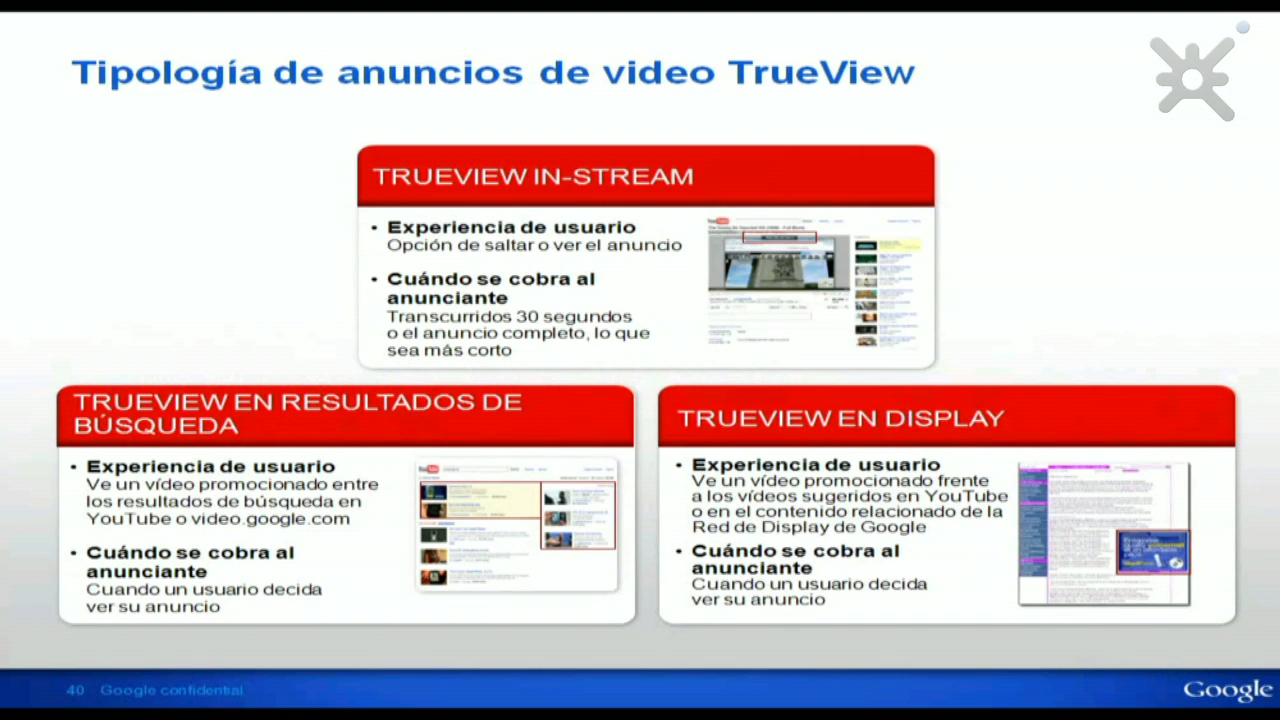 Tipología de anuncios de video TrueView
TRUEVIEW IN-STREAM
• Experiencia de usuario
Opción de saltar o ver el anuncio
• Cuándo se cobra al
anunciante
Transcurridos 30 segundos
o el anuncio completo, lo que
sea más corto
TRUEVIEW EN RESULTADOS DE
BÚSQUEDA
• Experiencia de usuario
Ve un vídeo promocionado entre
los resultados de búsqueda en
YouTube o video.google.com
• Cuándo se cobra al
anunciante
Cuando un usuario decida
ver su anuncio
TRUEVIEW EN DISPLAY
• Experiencia de usuario
Ve un vídeo promocionado frente
a los vídeos sugeridos en YouTube
o en el contenido relacionado de la
Red de Display de Google
• Cuándo se cobra al
anunciante
Cuando un usuario decida
ver su anuncio
40 Google confidential
Google